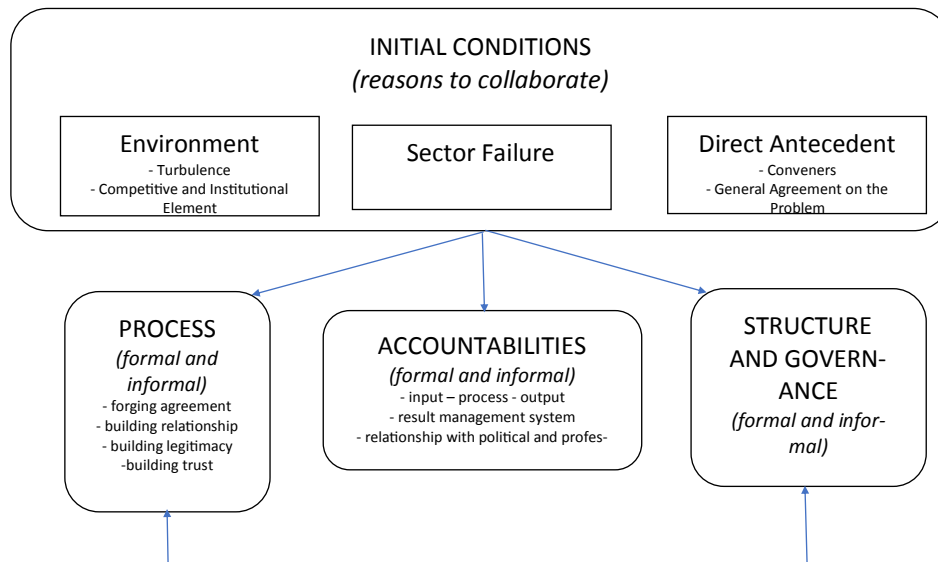 INITIAL CONDITIONS
(reasons to collaborate)
Environment
- Turbulence
- Competitive and Institutional
Element
Sector Failure
Direct Antecedent
- Conveners
- General Agreement on the
Problem
PROCESS
(formal and
informal)
- forging agreement
- building relationship
- building legitimacy
-building trust
ACCOUNTABILITIES
(formal and informal)
- input – process - output
- result management system
- relationship with political and profes-
STRUCTURE
AND GOVERN-
ANCE
(formal and infor-
mal)